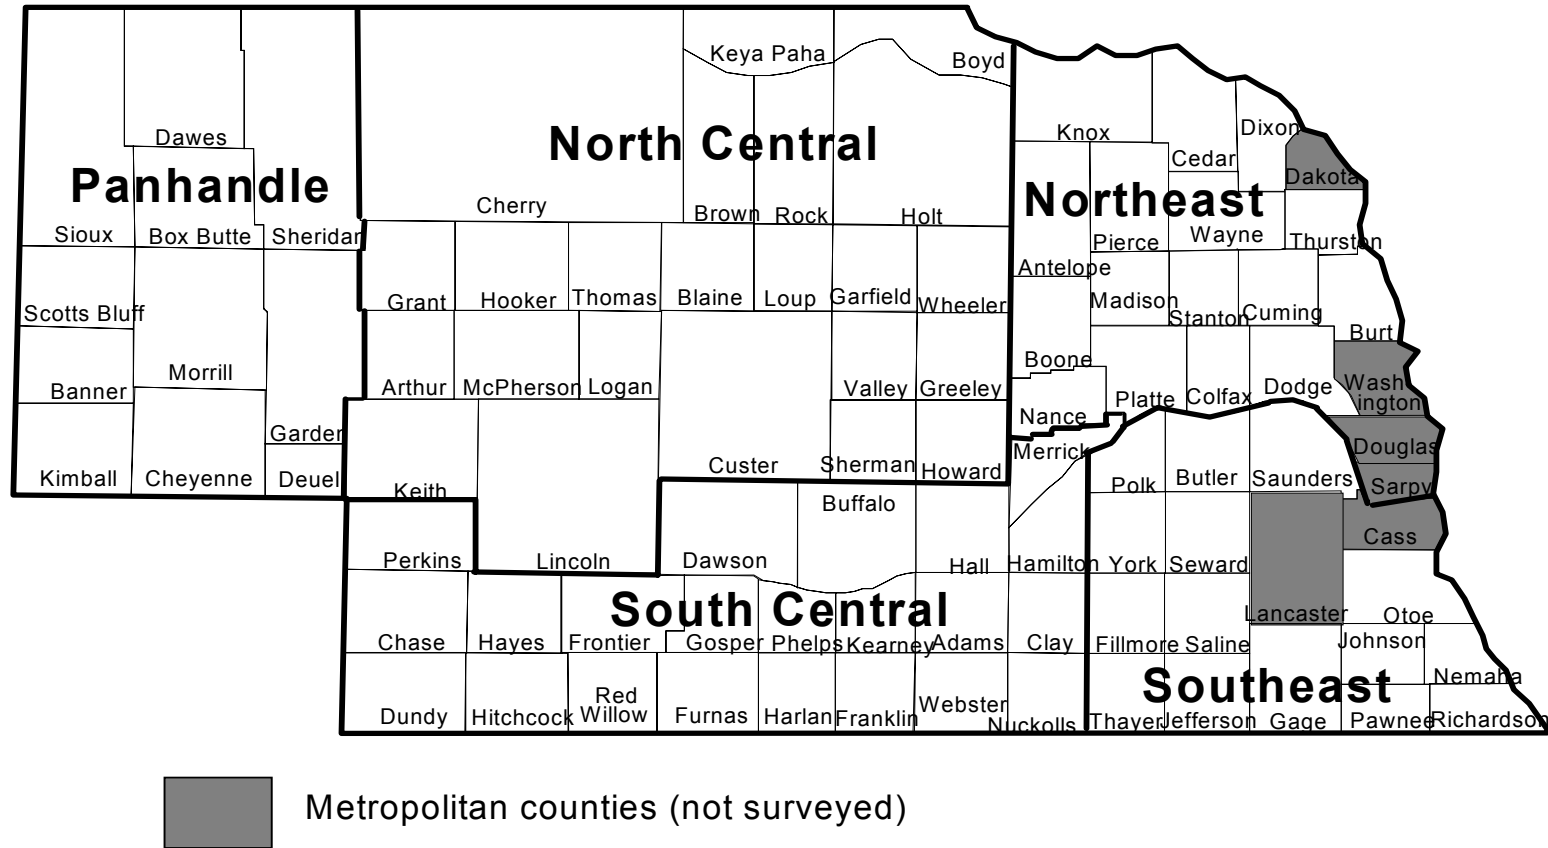 Keya Paha
Boyd
Knox
Dixon
Dawes
North Central
Cedar
Dakota
Panhandle
Northeast
Cherry
Brown
Rock
Holt
Sioux
Box Butte
Sheridan
Pierce
Wayne
Thurston
Antelope
Grant
Hooker
Thomas
Blaine
Loup
Garfield
Wheeler
Madison
Stanton
Cuming
Scotts Bluff
Burt
Boone
Morrill
Banner
Arthur
McPherson
Logan
Valley
Greeley
Platte
Colfax
Dodge
Wash
ington
Nance
Garden
Merrick
Douglas
Kimball
Cheyenne
Deuel
Keith
Custer
Sherman
Howard
Polk
Butler
Saunders
Sarpy
Buffalo
Cass
Perkins
Lincoln
Dawson
Hall
Hamilton
York
Seward
South Central
Lancaster
Otoe
Chase
Hayes
Frontier
Gosper
Phelps
Kearney
Adams
Clay
Fillmore
Saline
Johnson
Southeast
Nemaha
Dundy
Hitchcock
Red
Willow
Furnas
Harlan
Franklin
Webster
Nuckolls
Thayer
Jefferson
Gage
Pawnee
Richardson
Metropolitan counties (not surveyed)